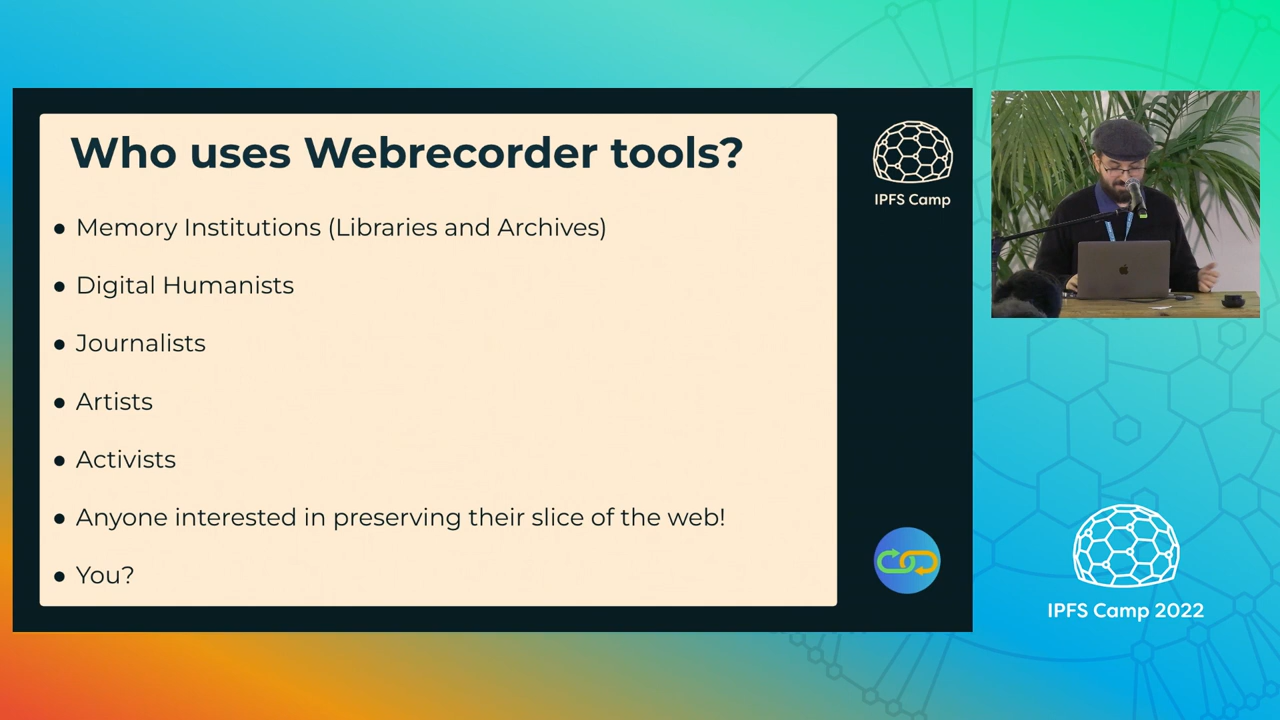 Who uses Webrecorder tools?
● Memory Institutions (Libraries and Archives)
● Digital Humanists
● Journalists
● Artists
● Activists
● Anyone interested in preserving their slice of the web!
● You?
IPFS Camp
IPFS Camp 2022